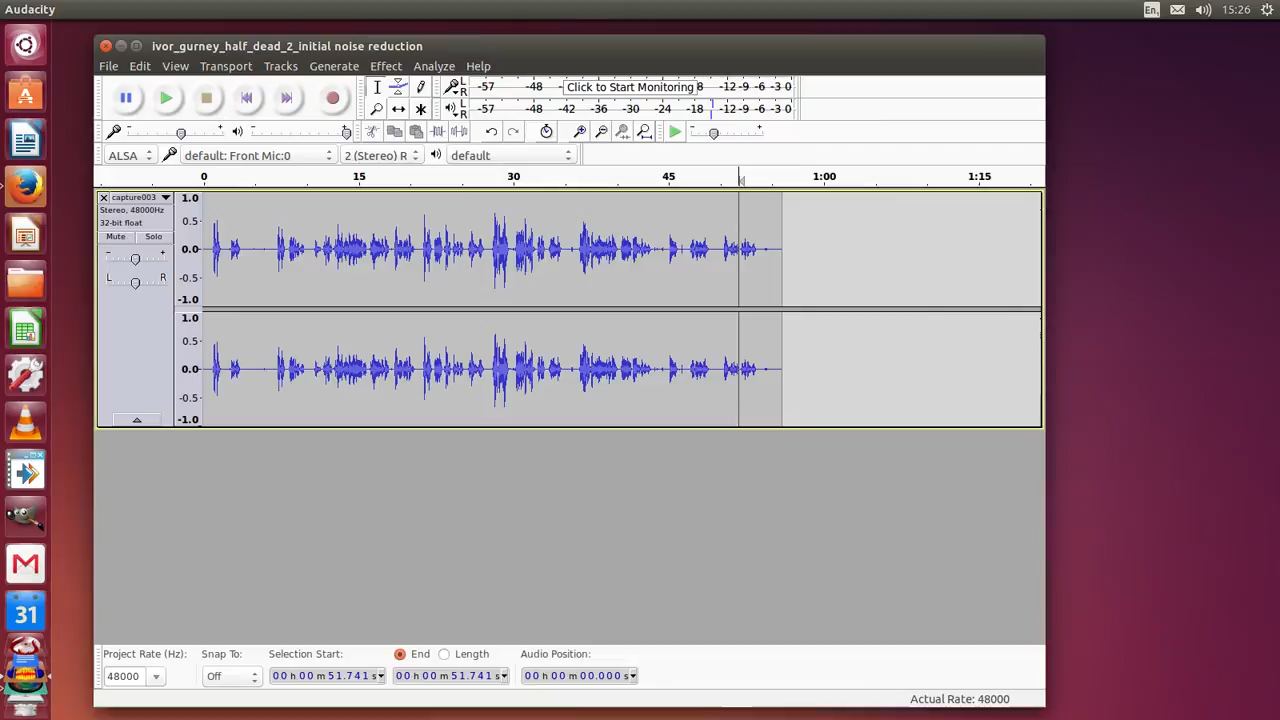 Audacity En 15:26
ivor_gurney_half_dead_2_initial noise reduction
File Edit View Transport Tracks Generate Effect Analyze Help
L R -57 -48 Click to Start Monitoring 8 -12 -9 -6 -3 0
L R -57 -48 -42 -36 -30 -24 -18 -12 -9 -6 -3 0
- + - + - +
ALSA default: Front Mic:0 2 (Stereo) R default
0 15 30 45 1:00 1:15
capture003
Stereo, 48000Hz
32-bit float
Mute Solo
- +
L R
1.0
0.5
0.0
-0.5
-1.0
1.0
0.5
0.0
-0.5
-1.0
31
Project Rate (Hz): Snap To: Selection Start: End Length Audio Position:
48000 Off 00 h 00 m 51.741 s 00 h 00 m 51.741 s 00 h 00 m 00.000 s
Actual Rate: 48000